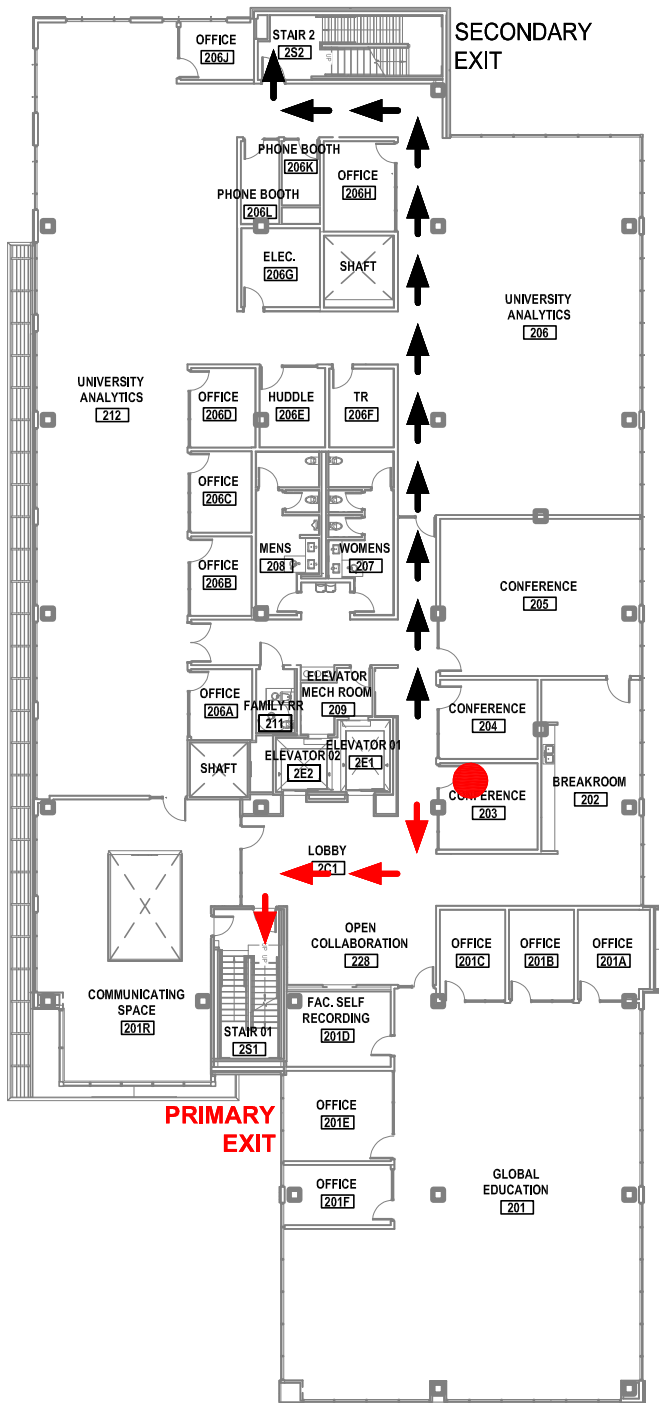 SECONDARY
EXIT
OFFICE
206J
STAIR 2
2S2
UP
PHONE BOOTH
206K
PHONE BOOTH
206L
OFFICE
206H
ELEC.
206G
SHAFT
UNIVERSITY
ANALYTICS
206
UNIVERSITY
ANALYTICS
212
OFFICE
206D
HUDDLE
206E
TR
206F
OFFICE
206C
MENS
208
WOMENS
207
OFFICE
206B
CONFERENCE
205
OFFICE
206A
FAMILY RR
211
ELEVATOR
MECH ROOM
209
CONFERENCE
204
SHAFT
ELEVATOR 02
2E2
ELEVATOR 01
2E1
CONFERENCE
203
BREAKROOM
202
LOBBY
2C1
OPEN
COLLABORATION
228
OFFICE
201C
OFFICE
201B
OFFICE
201A
UP
UP
COMMUNICATING
SPACE
201R
STAIR 01
2S1
FAC. SELF
RECORDING
201D
PRIMARY
EXIT
OFFICE
201E
OFFICE
201F
GLOBAL
EDUCATION
201